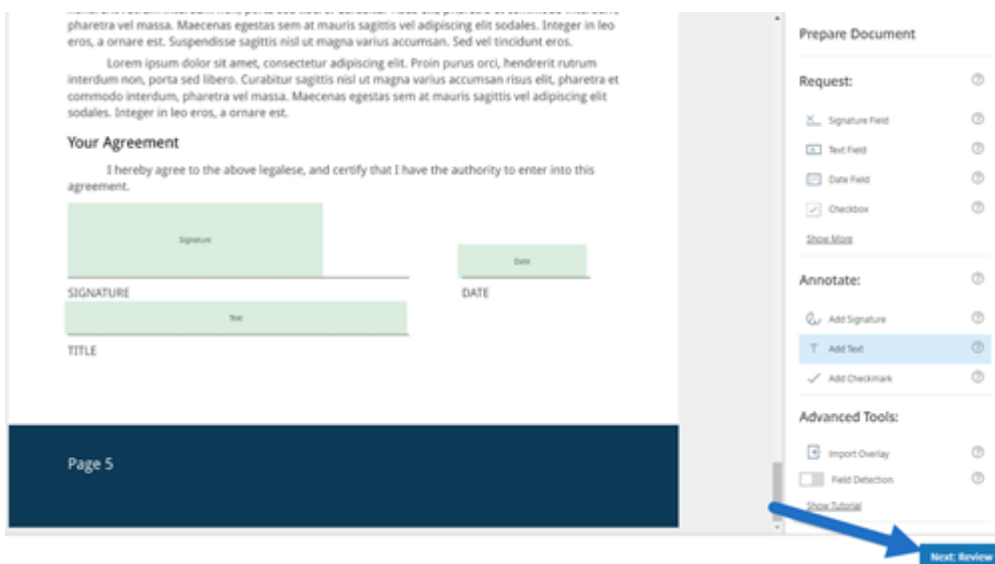 pharetra vel massa. Maecenas egestas sem at mauris sagittis vel adipiscing elit sodales. Integer in leo
eros, a ornare est. Suspendisse sagittis nisl ut magna varius accumsan. Sed vel tincidunt eros.
Lorem ipsum dolor sit amet, consectetur adipiscing elit. Proin purus orci, hendrerit rutrum
interdum non, porta sed libero. Curabitur sagittis nisl ut magna varius accumsan risus elit, pharetra et
commodo interdum, pharetra vel massa. Maecenas egestas sem at mauris sagittis vel adipiscing elit
sodales. Integer in leo eros, a ornare est.
Your Agreement
I hereby agree to the above legalese, and certify that I have the authority to enter into this
agreement.
Signature
Date
SIGNATURE
DATE
Text
TITLE
Page 5
Prepare Document
Request:
Signature Field
Text Field
Date Field
Checkbox
Show More
Annotate:
Add Signature
Add Text
Add Checkmark
Advanced Tools:
Import Overlay
Field Detection
Show Tutorial
Next: Review